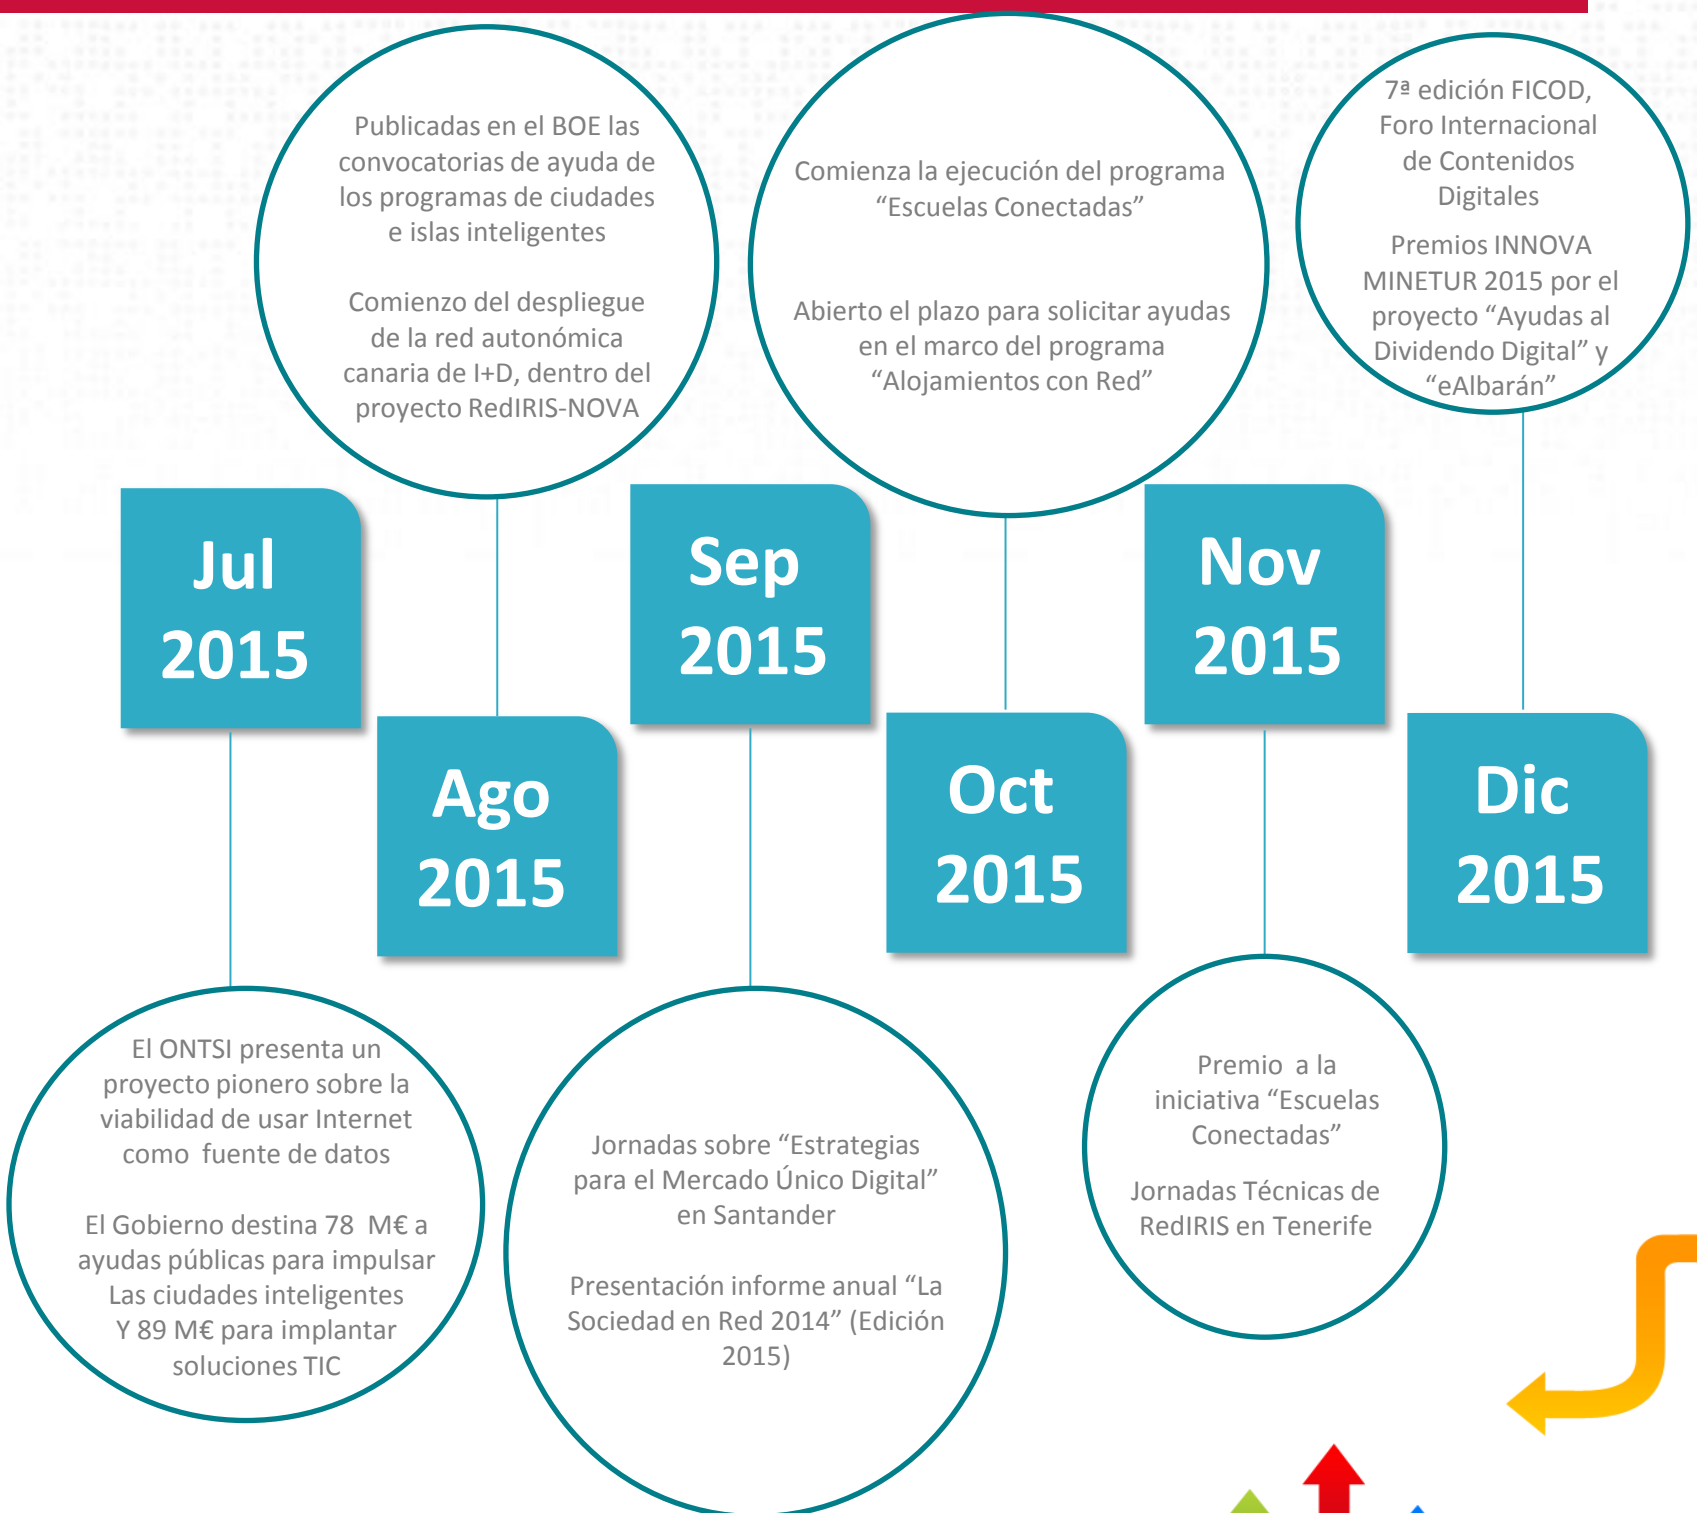 Publicadas en el BOE las
convocatorias de ayuda de
los programas de ciudades
e islas inteligentes
Comienzo del despliegue
de la red autonómica
canaria de I+D, dentro del
proyecto RedIRIS-NOVA
Comienza la ejecución del programa
“Escuelas Conectadas”
Abierto el plazo para solicitar ayudas
en el marco del programa
“Alojamientos con Red”
7ª edición FICOD,
Foro Internacional
de Contenidos
Digitales
Premios INNOVA
MINETUR 2015 por el
proyecto “Ayudas al
Dividendo Digital” y
“eAlbarán”
Jul
2015
Ago
2015
Sep
2015
Oct
2015
Nov
2015
Dic
2015
El ONTSI presenta un
proyecto pionero sobre la
viabilidad de usar Internet
como  fuente de datos
El Gobierno destina 78  M€ a
ayudas públicas para impulsar
Las ciudades inteligentes
Y 89 M€ para implantar
soluciones TIC
Jornadas sobre “Estrategias
para el Mercado Único Digital”
en Santander
Presentación informe anual “La
Sociedad en Red 2014” (Edición
2015)
Premio  a la
iniciativa “Escuelas
Conectadas”
Jornadas Técnicas de
RedIRIS en Tenerife